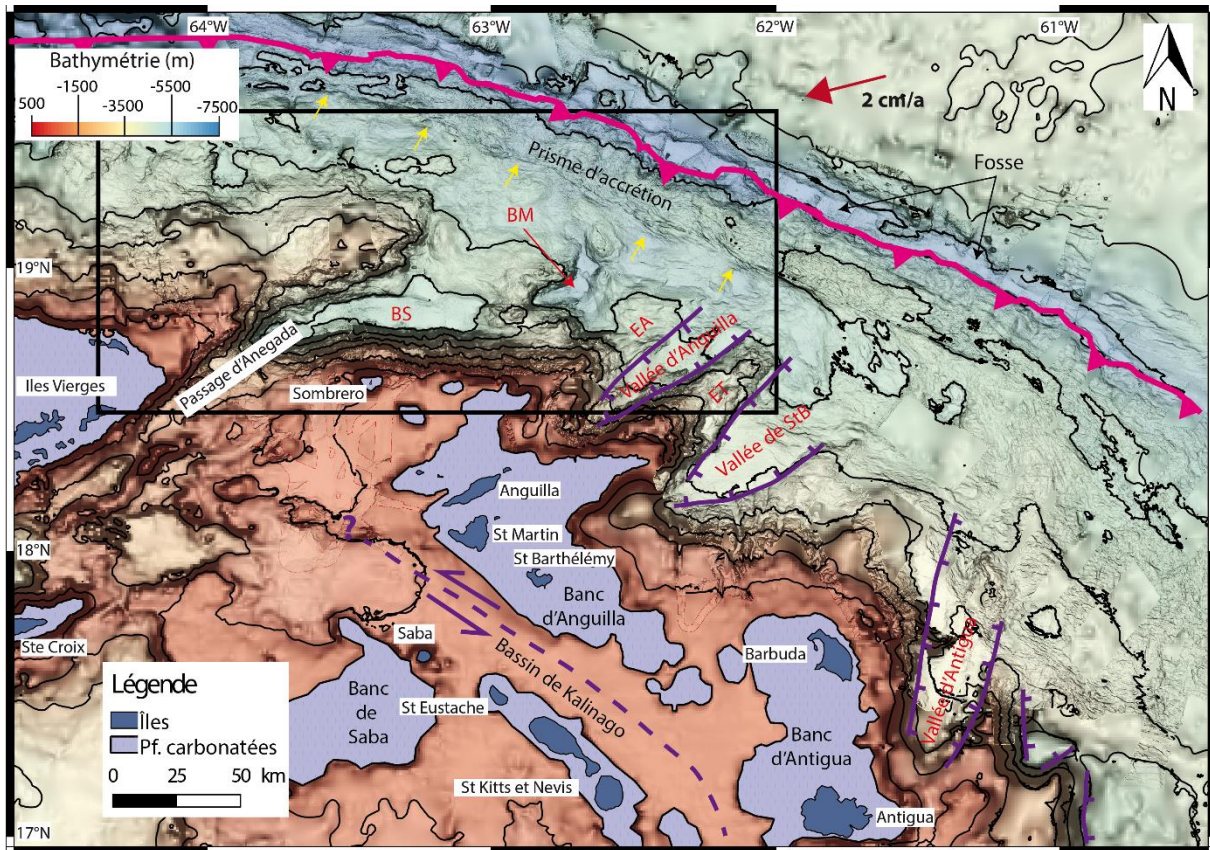 64°W
63°W
62°W
61°W
Bathymétrie (m)
-1500
-5500
500
-3500
-7500
2 cm/a
N
Prisme d'accrétion
Fosse
BM
19°N
BS
EA
Vallée d'Anguilla
ET
Passage d'Anegada
Iles Vierges
Sombrero
Vallée de StB
Anguilla
?
St Martin
18°N
St Barthélémy
Banc
d'Anguilla
Ste Croix
Saba
Barbuda
Vallée d'Antigua
Bassin de Kalinago
Légende
Îles
Pf. carbonatées
0
25
50
km
Banc
de
Saba
St Eustache
Banc
d'Antigua
St Kitts et Nevis
Antigua
17°N